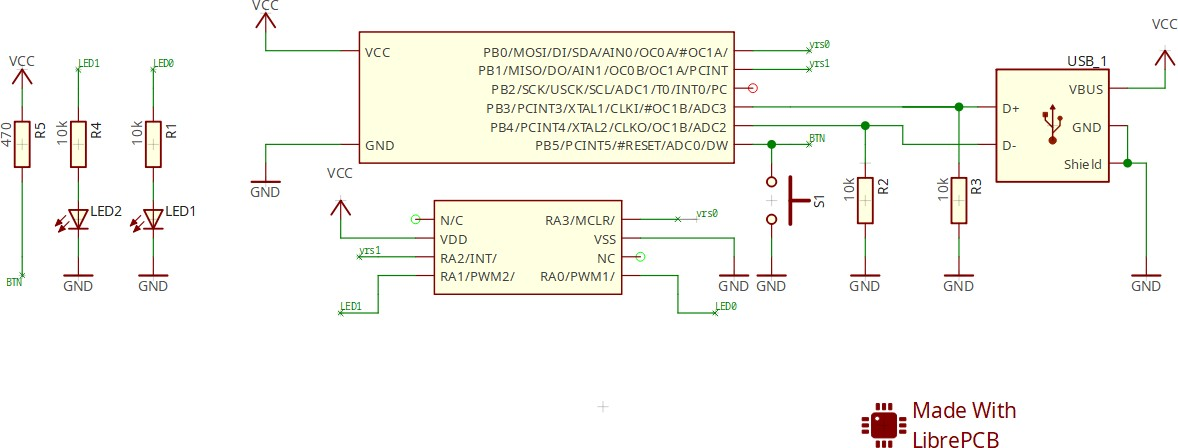 VCC
VCC
USB_1
VCC
LED1
LED0
VCC
PB0/MOSI/DI/SDA/AIN0/OC0A/#OC1A/
yrs0
PB1/MISO/DO/AIN1/OC0B/OC1A/PCINT
yrs1
PB2/SCK/USCK/SCL/ADC1/T0/INT0/PC
PB3/PCINT3/XTAL1/CLKI/#OC1B/ADC3
PB4/PCINT4/XTAL2/CLKO/OC1B/ADC2
GND
PB5/PCINT5/#RESET/ADC0/DW
BTN
D+
D-
VBUS
GND
Shield
470
R5
10k
R4
10k
R1
GND
VCC
S1
10k
R2
10k
R3
LED2
LED1
N/C
RA3/MCLR/
yrs0
VDD
VSS
yrs1
RA2/INT/
NC
RA1/PWM2/
RA0/PWM1/
BTN
GND
GND
GND
GND
GND
GND
GND
LED1
LED0
Made With
LibrePCB